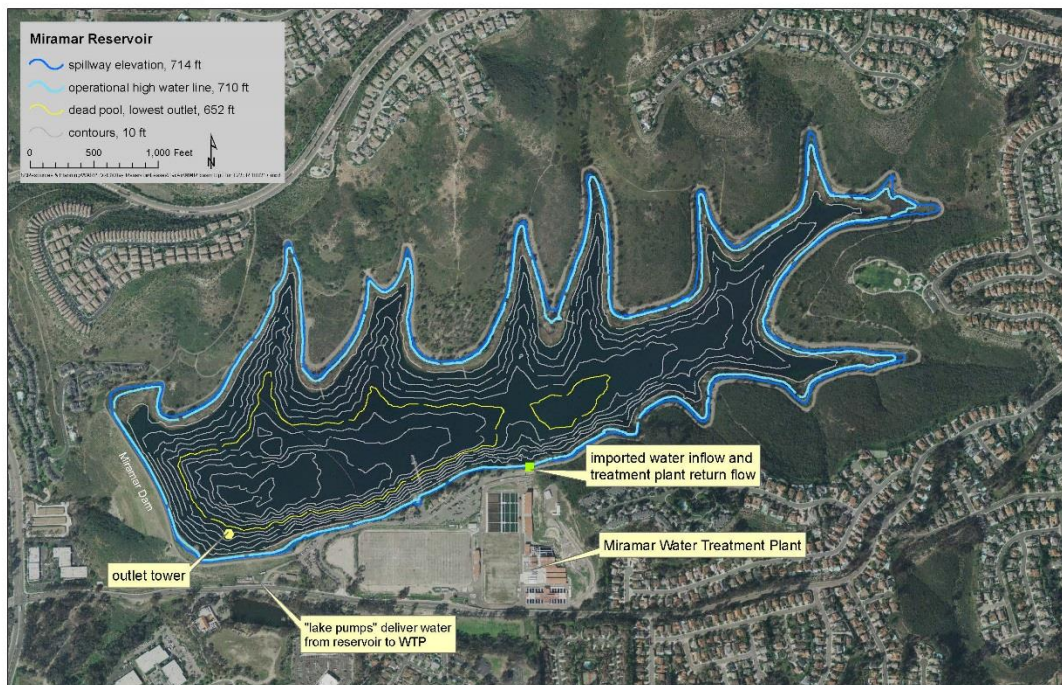 Miramar Reservoir
spillway elevation, 714 ft
operational high water line, 710 ft
dead pool, lowest outlet, 652 ft
contours, 10 ft
0 500 1,000 Feet
N
Miramar Dam
imported water inflow and
treatment plant return flow
Miramar Water Treatment Plant
outlet tower
"lake pumps" deliver water
from reservoir to WTP